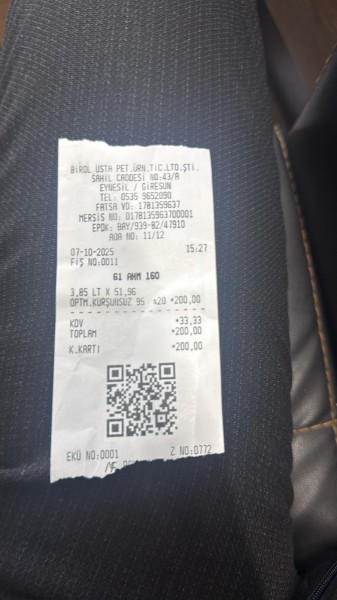 BİROL USTA PET.ÜRN.TİC.LTD.ŞTİ.
SAHİL CADDESİ NO:43/A
EYNESİL / GİRESUN
TEL: 0535 9652090
FATSA VD: 1781359637
MERSİS NO: 0178135963700001
EPDK: BAY/939-82/47910
ADA NO: 11/12
07-10-2025 15:27
FİŞ NO:0011
61 AHM 160
3,85 LT X 51,96
OPTM.KURŞUNSUZ 95 %20 *200,00
KDV *33,33
TOPLAM *200,00
K.KARTI *200,00
EKÜ NO:0001 Z NO:0772